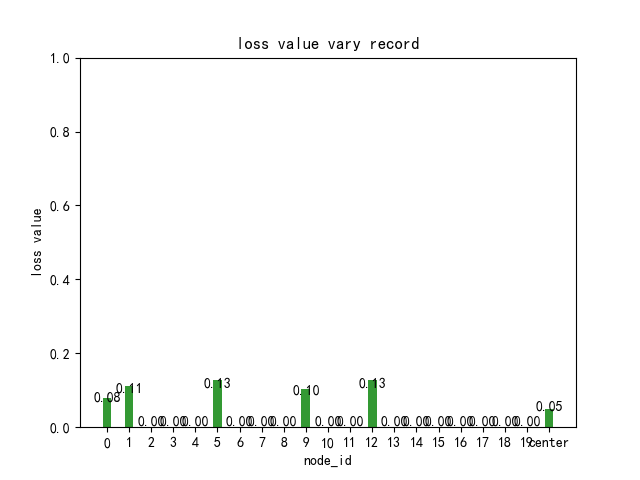 loss value vary record
1.0
0.8
0.6
0.4
0.2
0.0
loss value
0.08 0.11 0.00 0.00 0.00 0.13 0.00 0.00 0.00 0.10 0.00 0.00 0.13 0.00 0.00 0.00 0.00 0.00 0.00 0.00 0.05
0 1 2 3 4 5 6 7 8 9 10 11 12 13 14 15 16 17 18 19 center
node_id